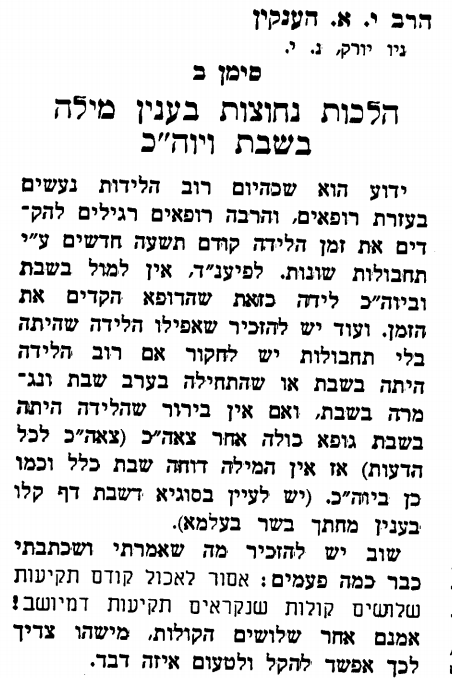 הרב י. א. הענקין
ניו יורק, נ. י.
סימן ב
הלכות נחוצות בענין מילה
בשבת ויוה"כ
ידוע הוא שכהיום רוב הלידות נעשים
בעזרת רופאים, והרבה רופאים רגילים להק־
דים את זמן הלידה קודם תשעה חדשים ע"י
תחבולות שונות. לפיענ"ד, אין למול בשבת
וביוה"כ לידה כזאת שהדופא הקדים את
הזמן. ועוד יש להזכיר שאפילו הלידה שהיתה
בלי תחבולות יש לחקור אם רוב הלידה
היתה בשבת או שהתחילה בערב שבת ונג־
מרה בשבת, ואם אין בירור שהלידה היתה
בשבת גופא כולה אחר צאה"כ (צאה"כ לכל
הדעות) אז אין המילה דוחה שבת כלל וכמו
כן ביוה"כ. (יש לעיין בסוגיא דשבת דף קלו
בענין מחתך בשר בעלמא).
שוב יש להזכיר מה שאמרתי ושכתבתי
כבר כמה פעמים: אסור לאכול קודם תקיעות
שלושים קולות שנקראים תקיעות דמיושב!
אמנם אחר שלושים הקולות, מישהו צדיך
לכך אפשר להקל ולטעום איזה דבר.